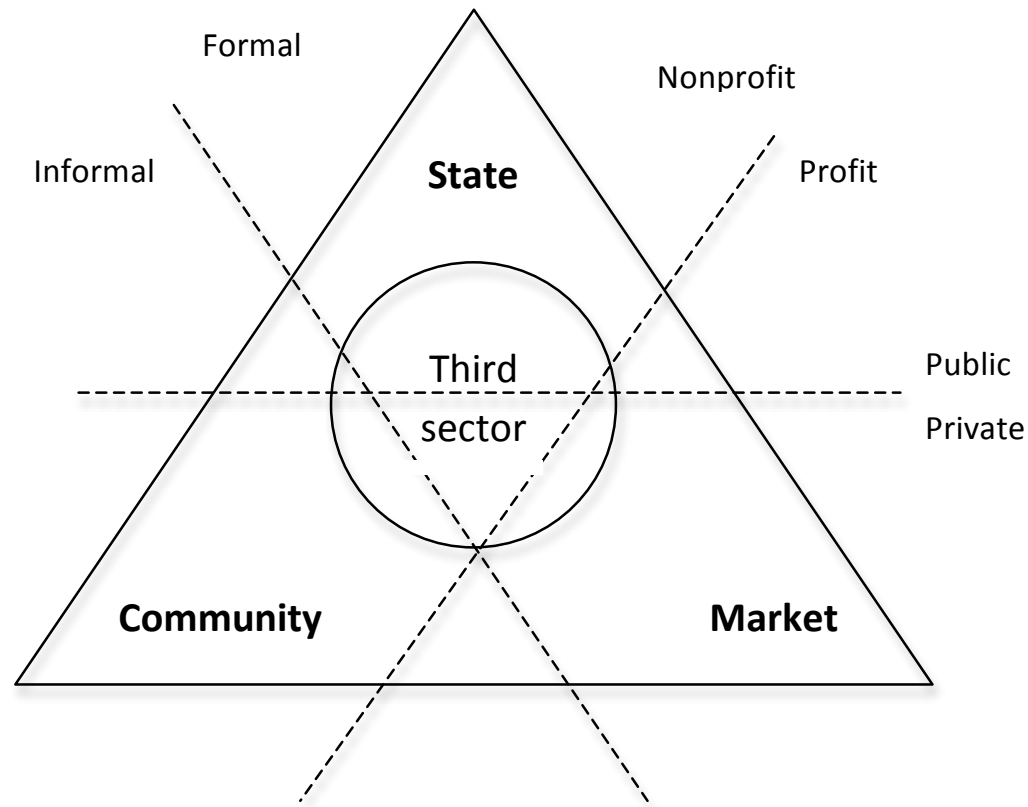 Formal
Nonprofit
Informal
State
Profit
Public
Third
sector
Private
Community
Market